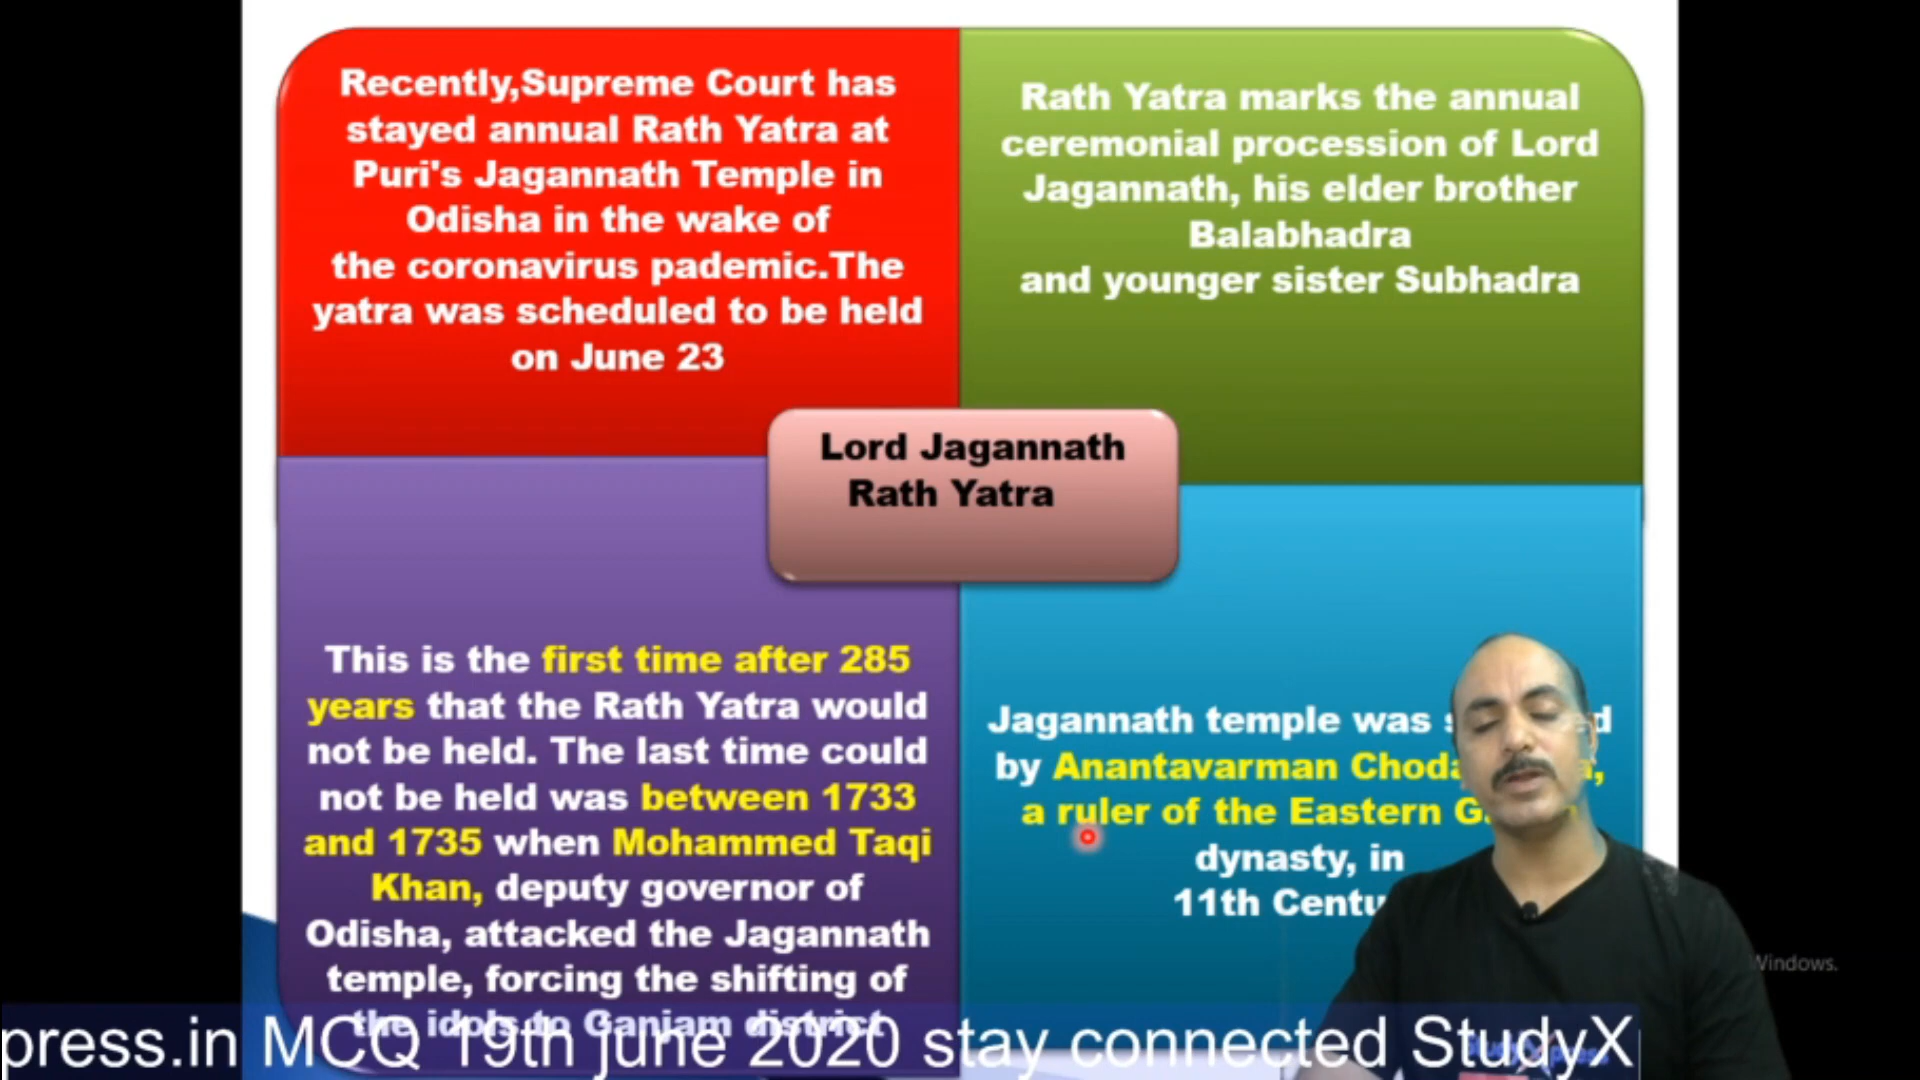 Recently,Supreme Court has
stayed annual Rath Yatra at
Puri's Jagannath Temple in
Odisha in the wake of
the coronavirus pademic.The
yatra was scheduled to be held
on June 23
Rath Yatra marks the annual
ceremonial procession of Lord
Jagannath, his elder brother
Balabhadra
and younger sister Subhadra
Lord Jagannath
Rath Yatra
This is the first time after 285
years that the Rath Yatra would
not be held. The last time could
not be held was between 1733
and 1735 when Mohammed Taqi
Khan, deputy governor of
Odisha, attacked the Jagannath
temple, forcing the shifting of
the idols to Ganjam district
Jagannath temple was
by Anantavarman
a ruler of the Eastern
dynasty, in
11th
Windows.
press.in MCQ 19th june 2020 stay connected StudyX